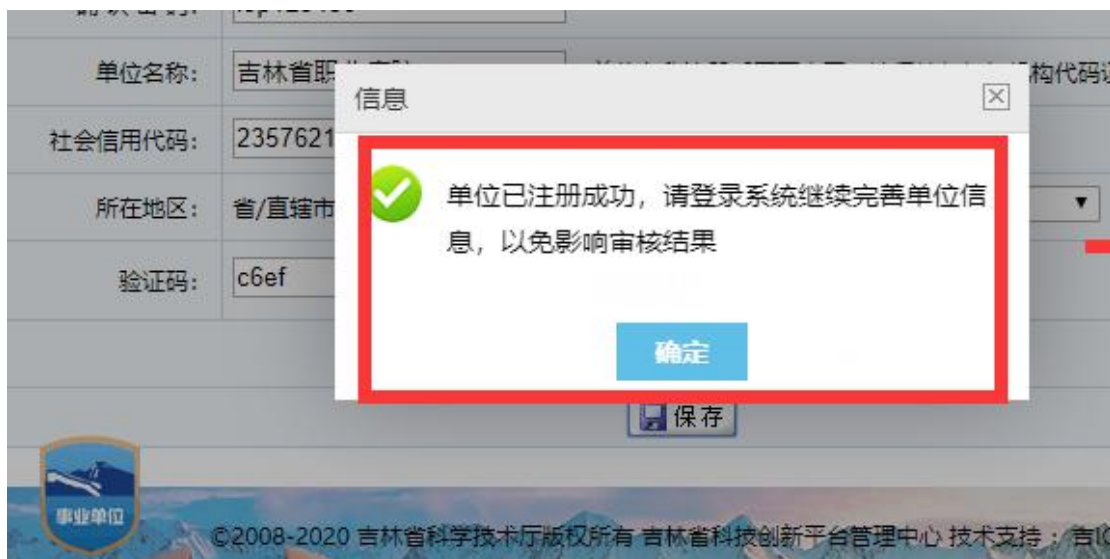 单位名称: 吉林省职
机构代码证
信息
社会信用代码: 2357621
所在地区: 省/直辖市
单位已注册成功，请登录系统继续完善单位信
息，以免影响审核结果
验证码: c6ef
确定
保存
事业单位
©2008-2020 吉林省科学技术厅版权所有 吉林省科技创新平台管理中心 技术支持：吉